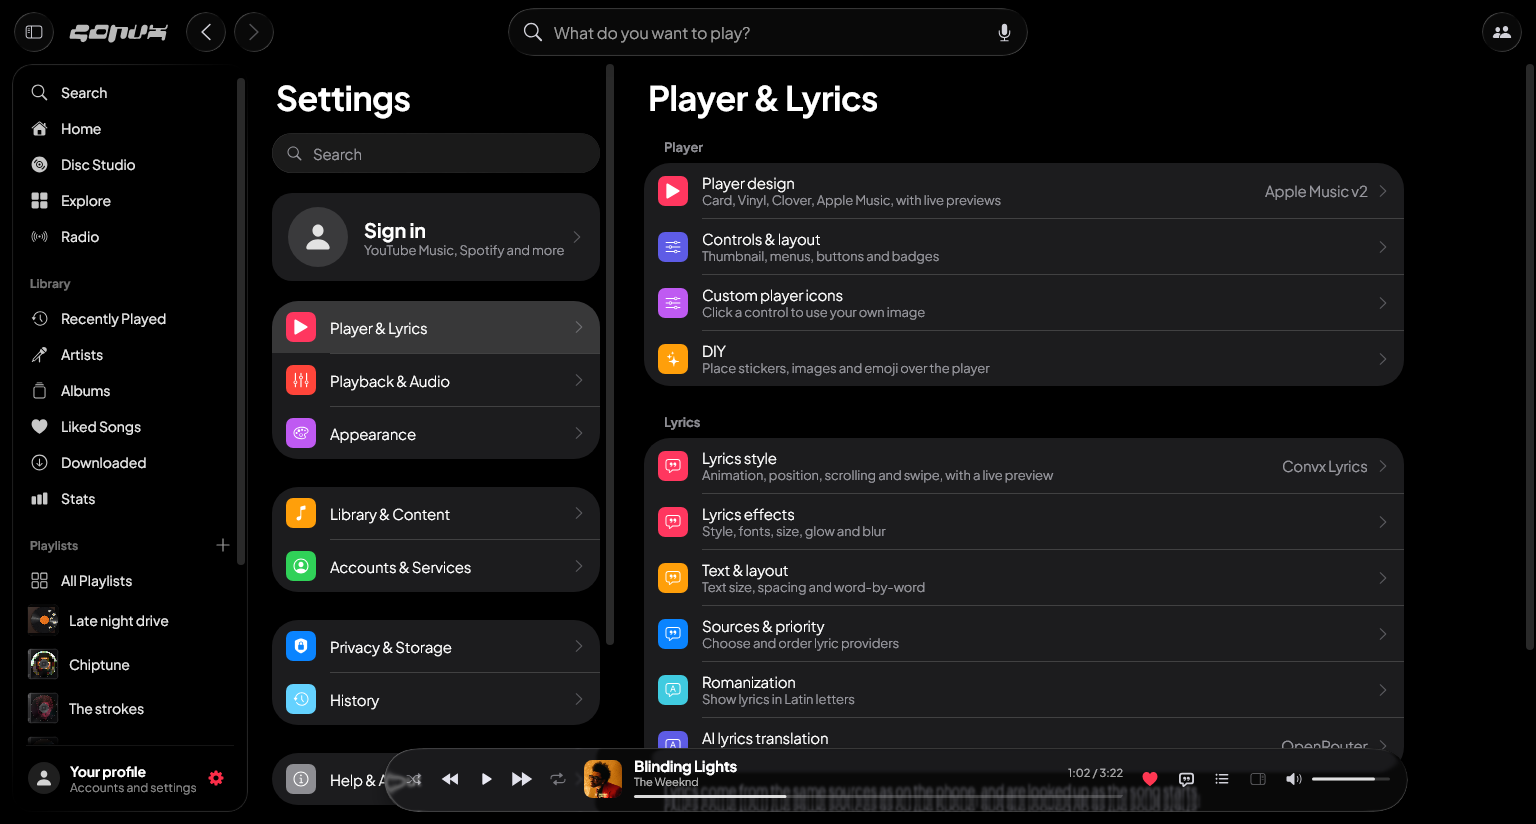 What do you want to play?
Search
Home
Disc Studio
Explore
Radio
Library
Recently Played
Artists
Albums
Liked Songs
Downloaded
Stats
Playlists
All Playlists
Late night drive
Chiptune
The strokes
Your profile
Accounts and settings
Settings
Search
Sign in
YouTube Music, Spotify and more
Player & Lyrics
Playback & Audio
Appearance
Library & Content
Accounts & Services
Privacy & Storage
History
Help & A
Player & Lyrics
Player
Player design
Apple Music v2
Card, Vinyl, Clover, Apple Music, with live previews
Controls & layout
Thumbnail, menus, buttons and badges
Custom player icons
Click a control to use your own image
DIY
Place stickers, images and emoji over the player
Lyrics
Lyrics style
Convx Lyrics
Animation, position, scrolling and swipe, with a live preview
Lyrics effects
Style, fonts, size, glow and blur
Text & layout
Text size, spacing and word-by-word
Sources & priority
Choose and order lyric providers
Romanization
Show lyrics in Latin letters
AI lyrics translation
OpenRouter
Blinding Lights
The Weeknd
1:02 / 3:22